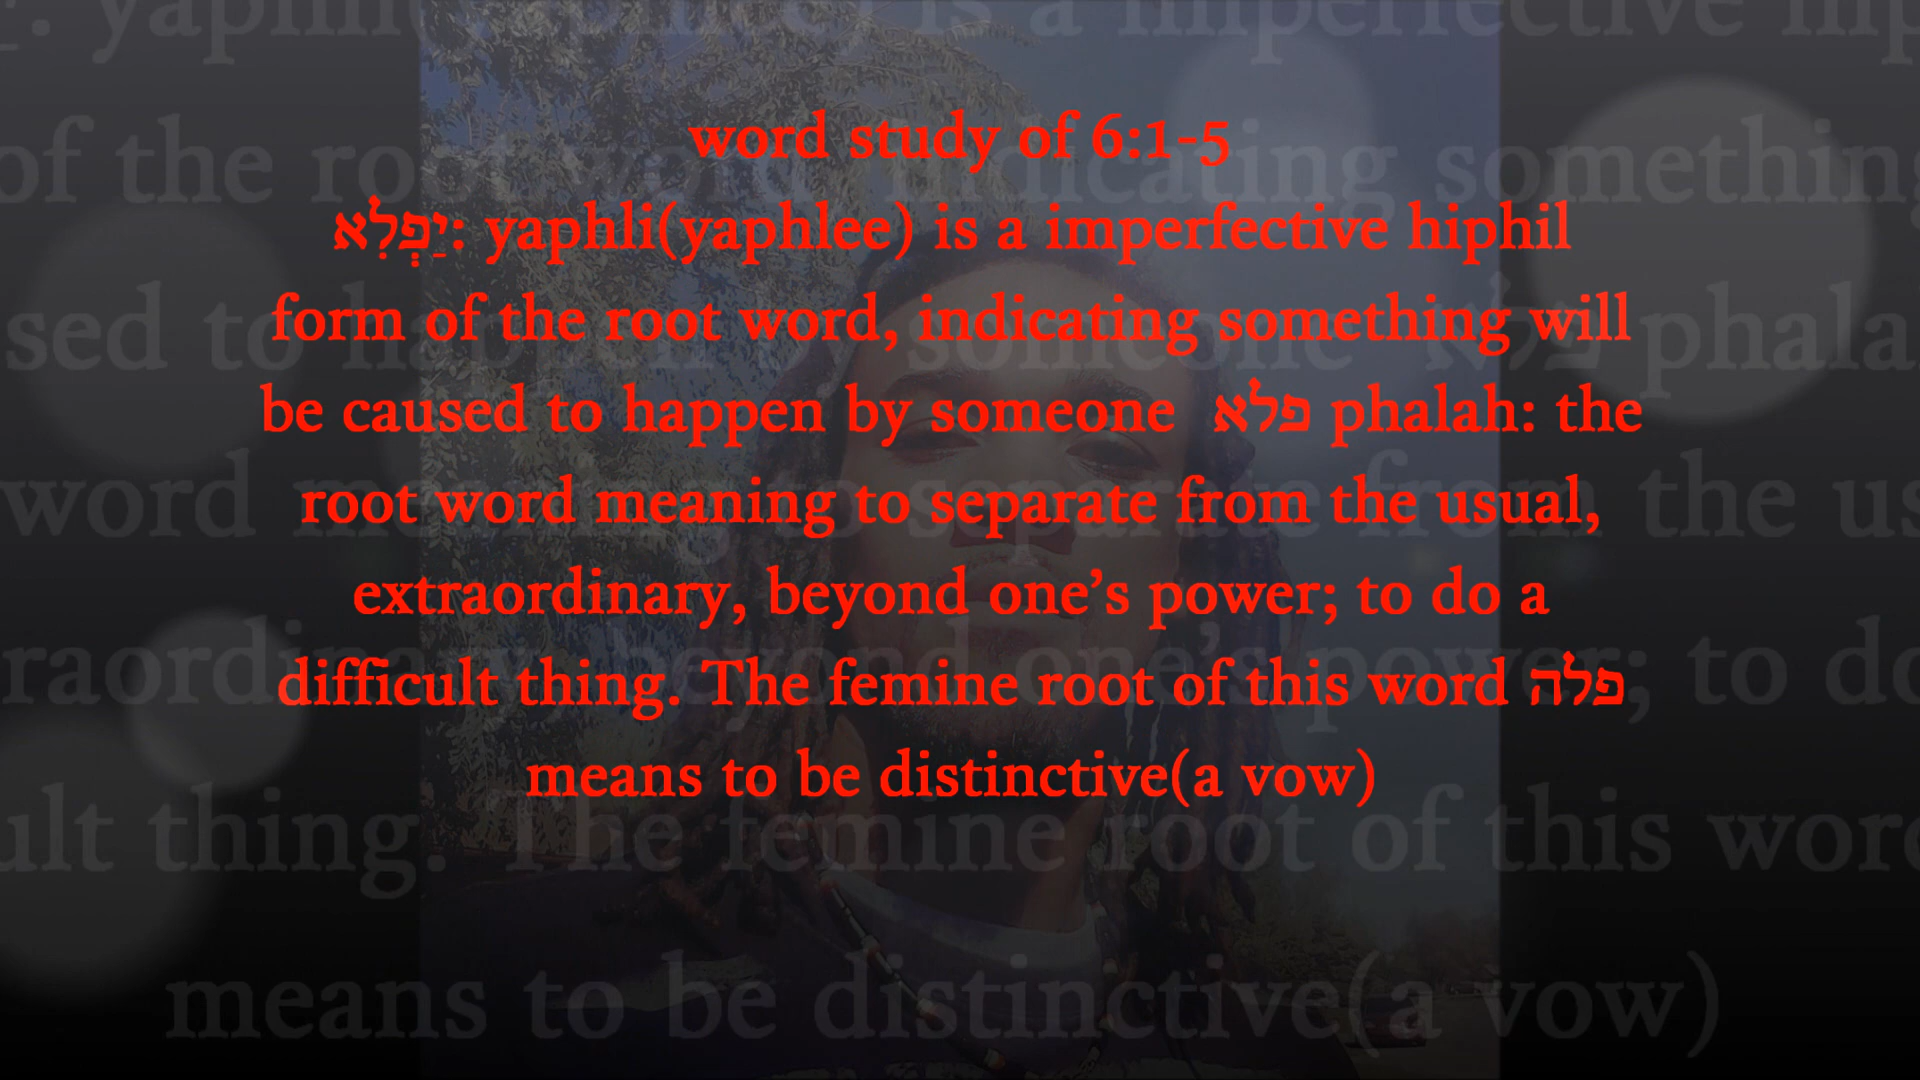 word study of 6:1-5
יַפְלִא: yaphli(yaphlee) is a imperfective hiphil
form of the root word, indicating something will
be caused to happen by someone פלא phalah: the
root word meaning to separate from the usual,
extraordinary, beyond one’s power; to do a
difficult thing. The femine root of this word פלה
means to be distinctive(a vow)